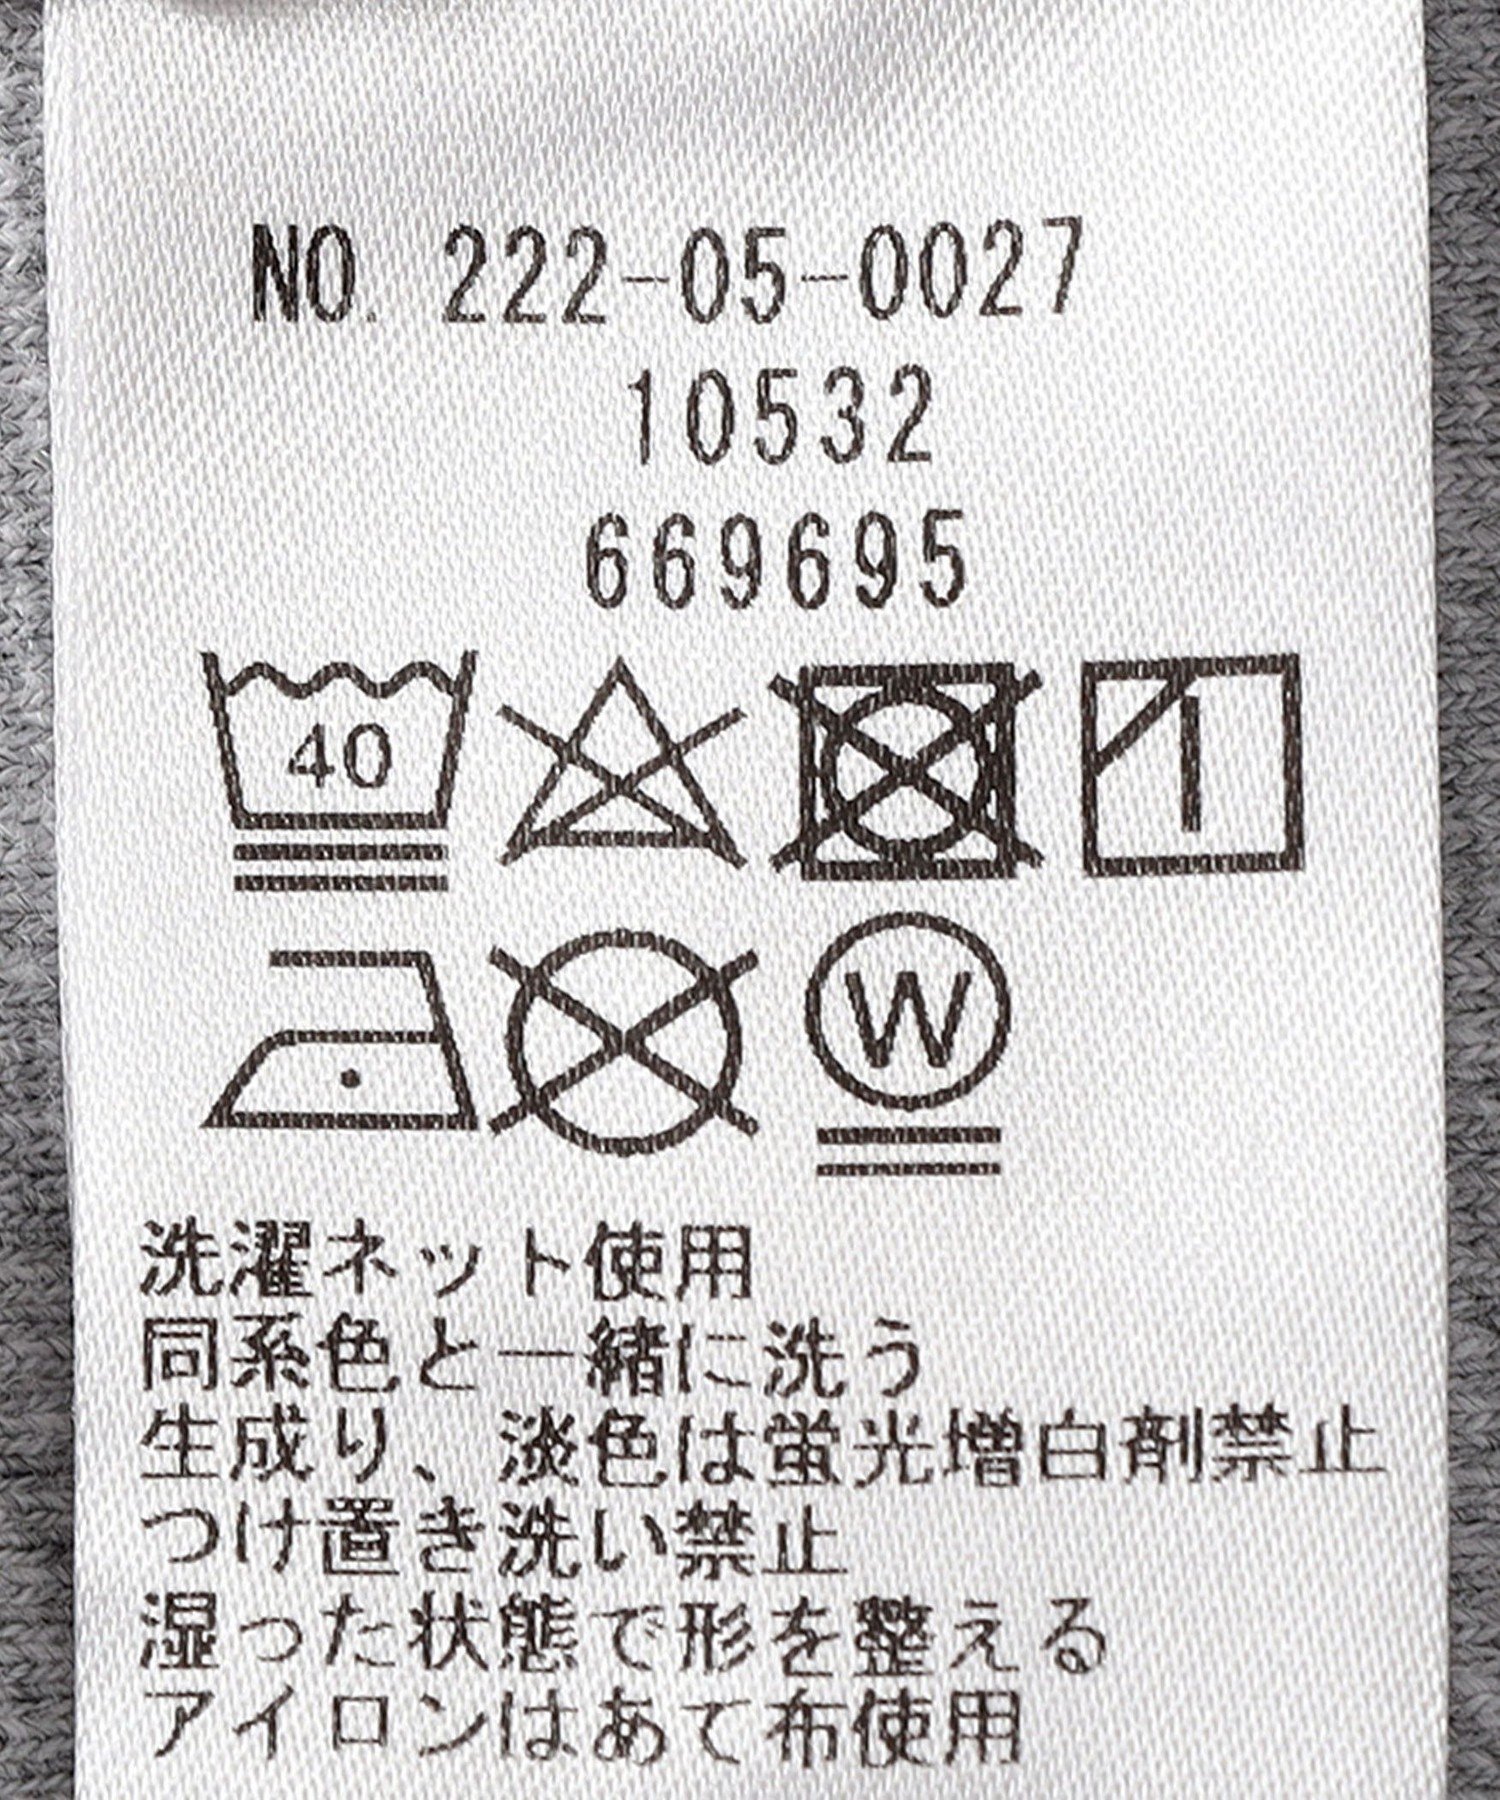 NO. 222-05-0027
10532
669695
40
W
洗濯ネット使用
同系色と一緒に洗う
生成り、淡色は蛍光増白剤禁止
つけ置き洗い禁止
湿った状態で形を整える
アイロンはあて布使用